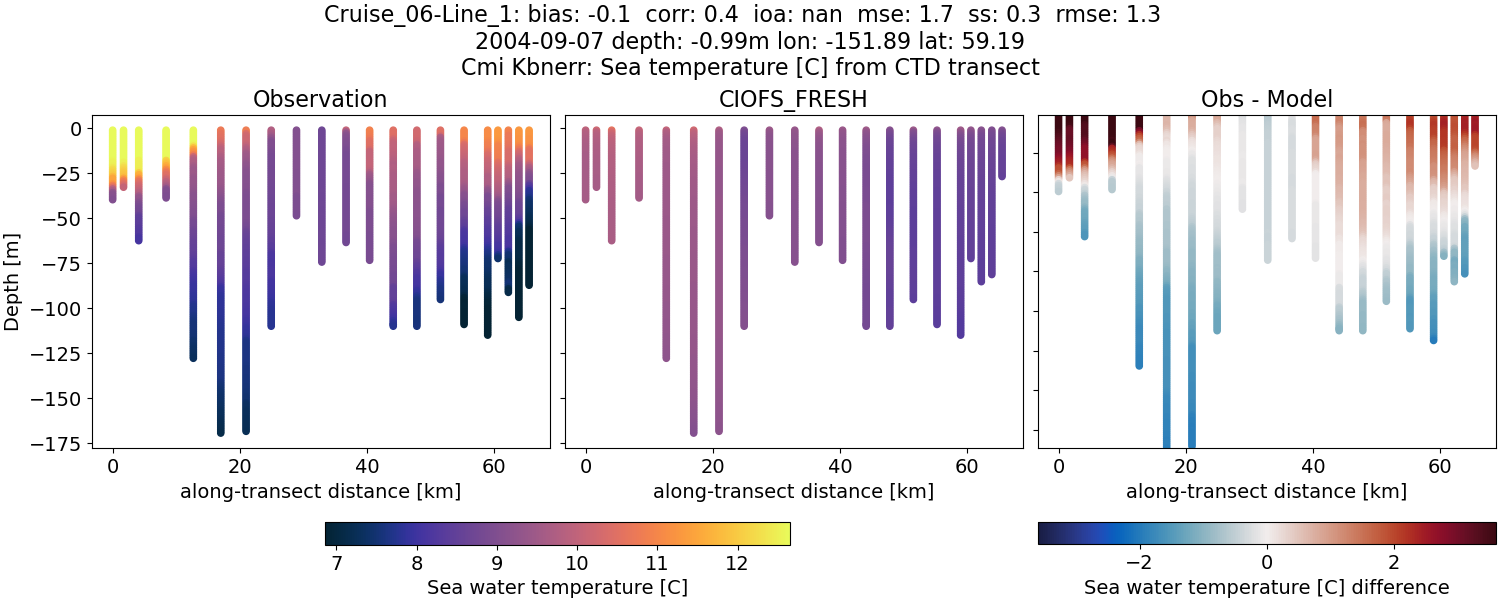 Cruise_06-Line_1: bias: -0.1  corr: 0.4  ioa: nan  mse: 1.7  ss: 0.3  rmse: 1.3
2004-09-07 depth: -0.99m lon: -151.89 lat: 59.19
Cmi Kbnerr: Sea temperature [C] from CTD transect
Observation
CIOFS_FRESH
Obs - Model
Depth [m]
0
−25
−50
−75
−100
−125
−150
−175
0 20 40 60
0 20 40 60
0 20 40 60
along-transect distance [km]
along-transect distance [km]
along-transect distance [km]
7 8 9 10 11 12
Sea water temperature [C]
−2 0 2
Sea water temperature [C] difference